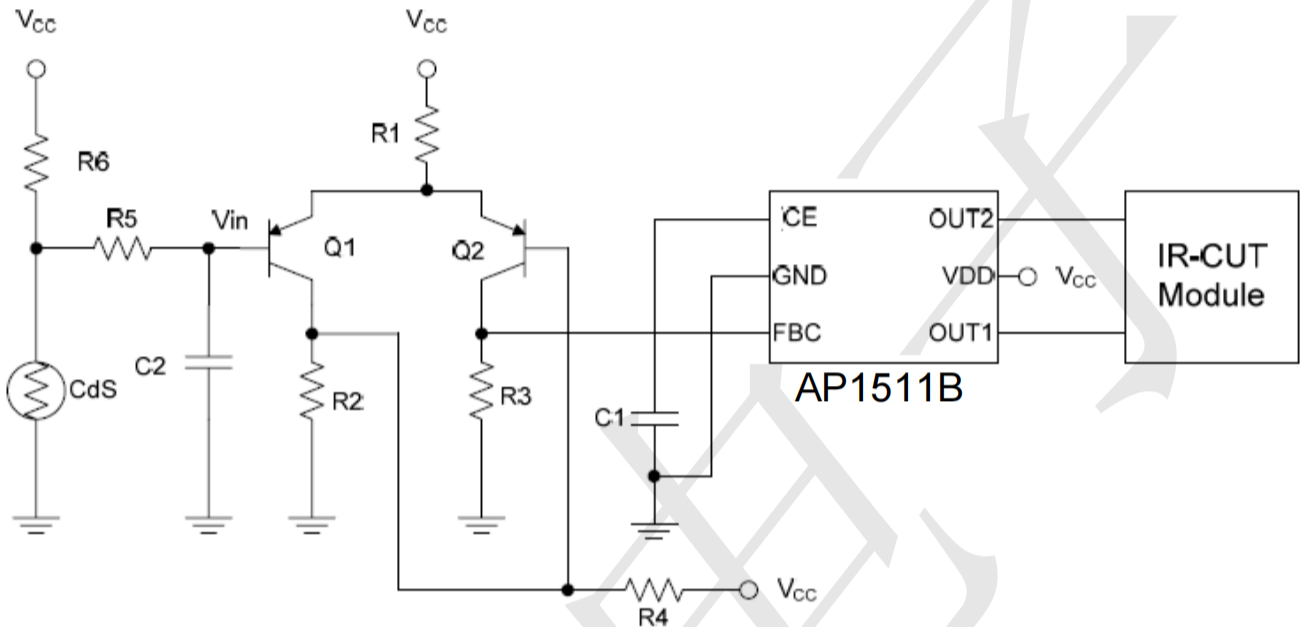 VCC
VCC
R1
R6
R5
Vin
Q1
Q2
CE
OUT2
GND
VDD
VCC
FBC
OUT1
IR-CUT
Module
AP1511B
C2
CdS
R2
R3
C1
VCC
R4